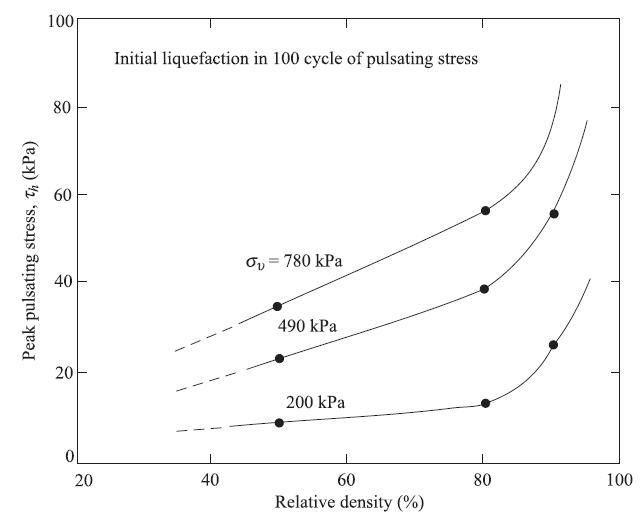 100
Initial liquefaction in 100 cycle of pulsating stress
80
60
σv = 780 kPa
40
490 kPa
20
200 kPa
0
20 40 60 80 100
Relative density (%)
Peak pulsating stress, τh (kPa)